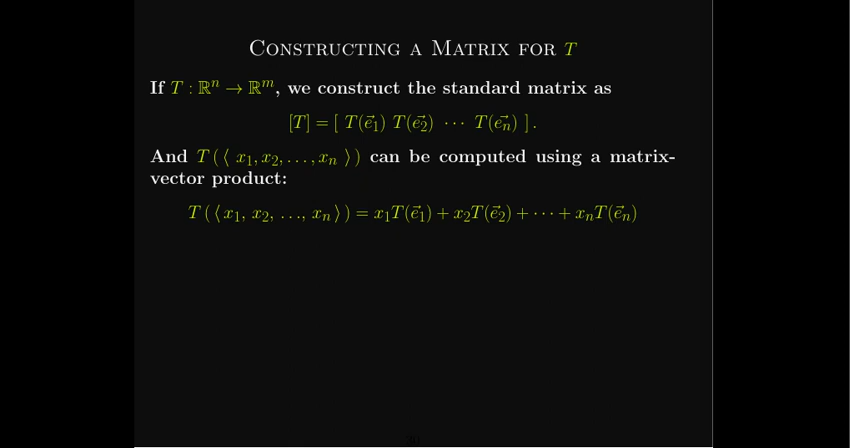 Constructing a Matrix for T
If T : ℝⁿ → ℝᵐ, we construct the standard matrix as
[T] = [ T(e⃗₁) T(e⃗₂) ⋯ T(e⃗ₙ) ] .
And T (⟨ x₁, x₂, . . . , xₙ ⟩) can be computed using a matrix-
vector product:
T (⟨ x₁, x₂, . . ., xₙ ⟩) = x₁T(e⃗₁) + x₂T(e⃗₂) + ⋯ + xₙT(e⃗ₙ)